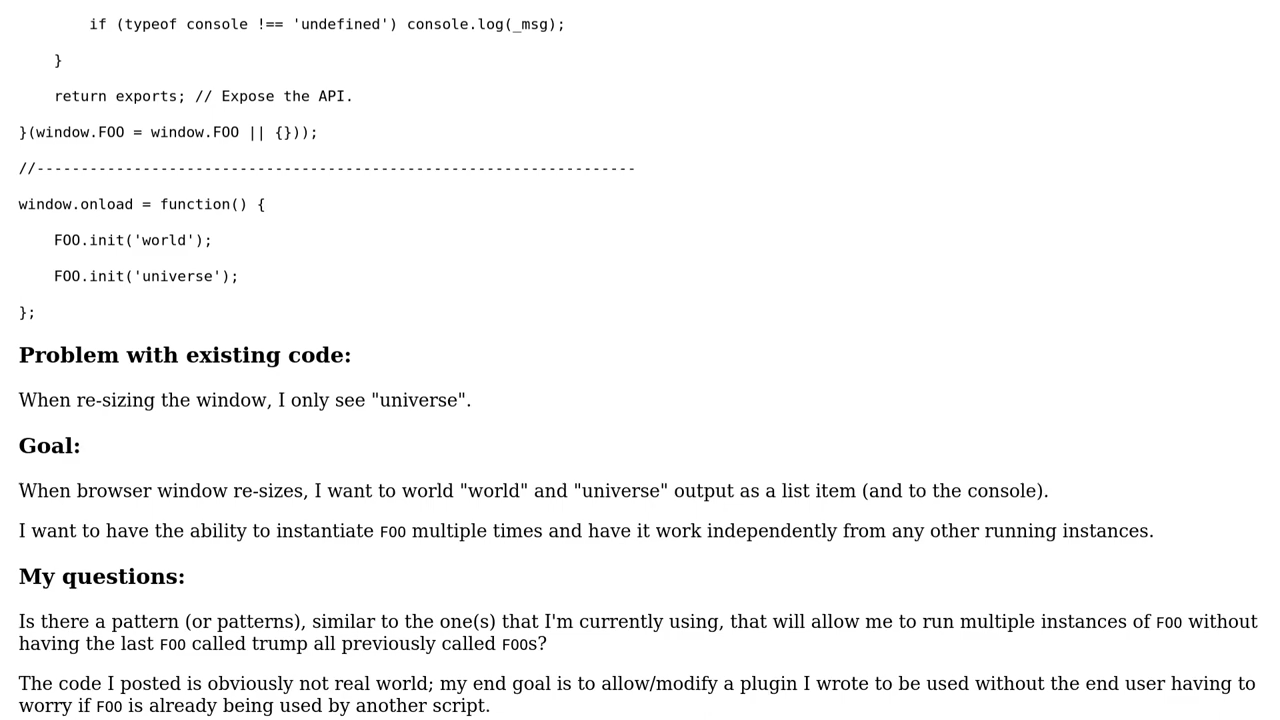 if (typeof console !== 'undefined') console.log(_msg);
    }
    return exports; // Expose the API.
}(window.FOO = window.FOO || {}));
//--------------------------------------------------------------------
window.onload = function() {
    FOO.init('world');
    FOO.init('universe');
};
Problem with existing code:
When re-sizing the window, I only see "universe".
Goal:
When browser window re-sizes, I want to world "world" and "universe" output as a list item (and to the console).
I want to have the ability to instantiate FOO multiple times and have it work independently from any other running instances.
My questions:
Is there a pattern (or patterns), similar to the one(s) that I'm currently using, that will allow me to run multiple instances of FOO without
having the last FOO called trump all previously called FOOs?
The code I posted is obviously not real world; my end goal is to allow/modify a plugin I wrote to be used without the end user having to
worry if FOO is already being used by another script.